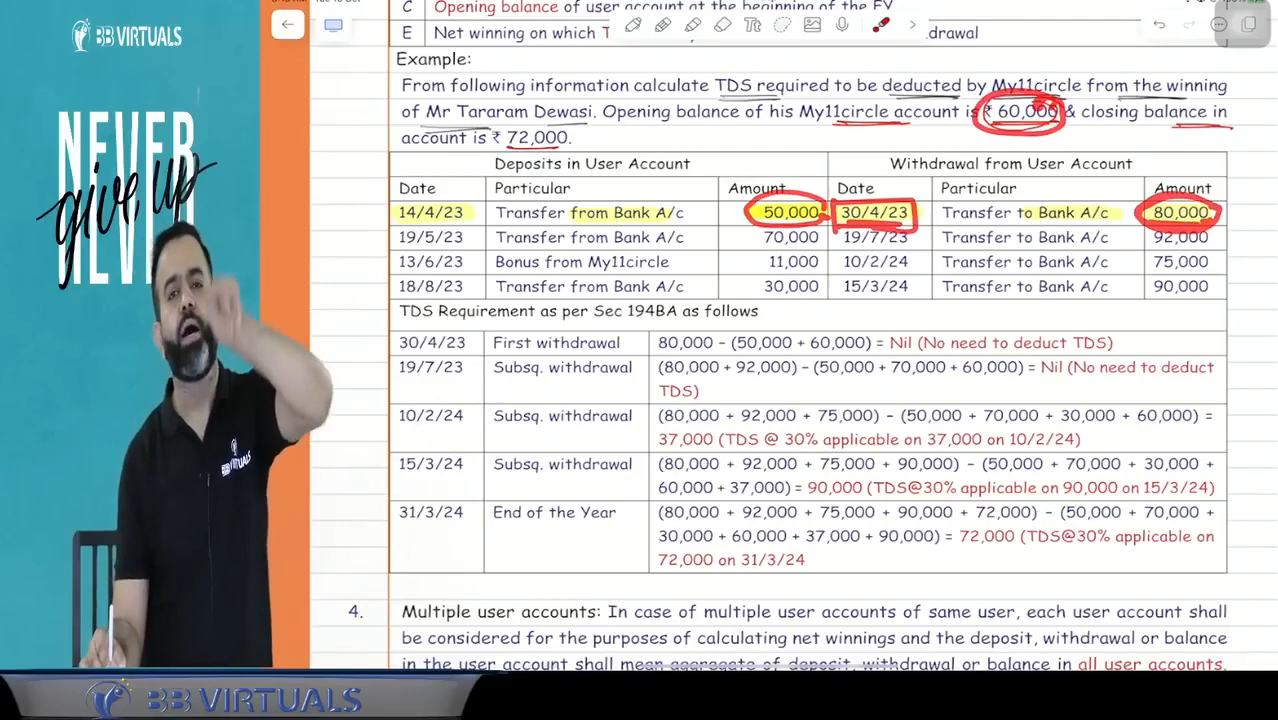 BB VIRTUALS
NEVER
give up
NEVER
C Opening balance of user account at the beginning of the FY
E Net winning on which T drawal
Example:
From following information calculate TDS required to be deducted by My11circle from the winning
of Mr Tararam Dewasi. Opening balance of his My11circle account is ₹ 60,000 & closing balance in
account is ₹ 72,000.
Deposits in User Account Withdrawal from User Account
Date Particular Amount Date Particular Amount
14/4/23 Transfer from Bank A/c 50,000 30/4/23 Transfer to Bank A/c 80,000
19/5/23 Transfer from Bank A/c 70,000 19/7/23 Transfer to Bank A/c 92,000
13/6/23 Bonus from My11circle 11,000 10/2/24 Transfer to Bank A/c 75,000
18/8/23 Transfer from Bank A/c 30,000 15/3/24 Transfer to Bank A/c 90,000
TDS Requirement as per Sec 194BA as follows
30/4/23 First withdrawal 80,000 – (50,000 + 60,000) = Nil (No need to deduct TDS)
19/7/23 Subsq. withdrawal (80,000 + 92,000) – (50,000 + 70,000 + 60,000) = Nil (No need to deduct
TDS)
10/2/24 Subsq. withdrawal (80,000 + 92,000 + 75,000) – (50,000 + 70,000 + 30,000 + 60,000) =
37,000 (TDS @ 30% applicable on 37,000 on 10/2/24)
15/3/24 Subsq. withdrawal (80,000 + 92,000 + 75,000 + 90,000) – (50,000 + 70,000 + 30,000 +
60,000 + 37,000) = 90,000 (TDS@30% applicable on 90,000 on 15/3/24)
31/3/24 End of the Year (80,000 + 92,000 + 75,000 + 90,000 + 72,000) – (50,000 + 70,000 +
30,000 + 60,000 + 37,000 + 90,000) = 72,000 (TDS@30% applicable on
72,000 on 31/3/24
4. Multiple user accounts: In case of multiple user accounts of same user, each user account shall
be considered for the purposes of calculating net winnings and the deposit, withdrawal or balance
in the user account shall mean aggregate of deposit, withdrawal or balance in all user accounts.
BB VIRTUALS
BB VIRTUALS